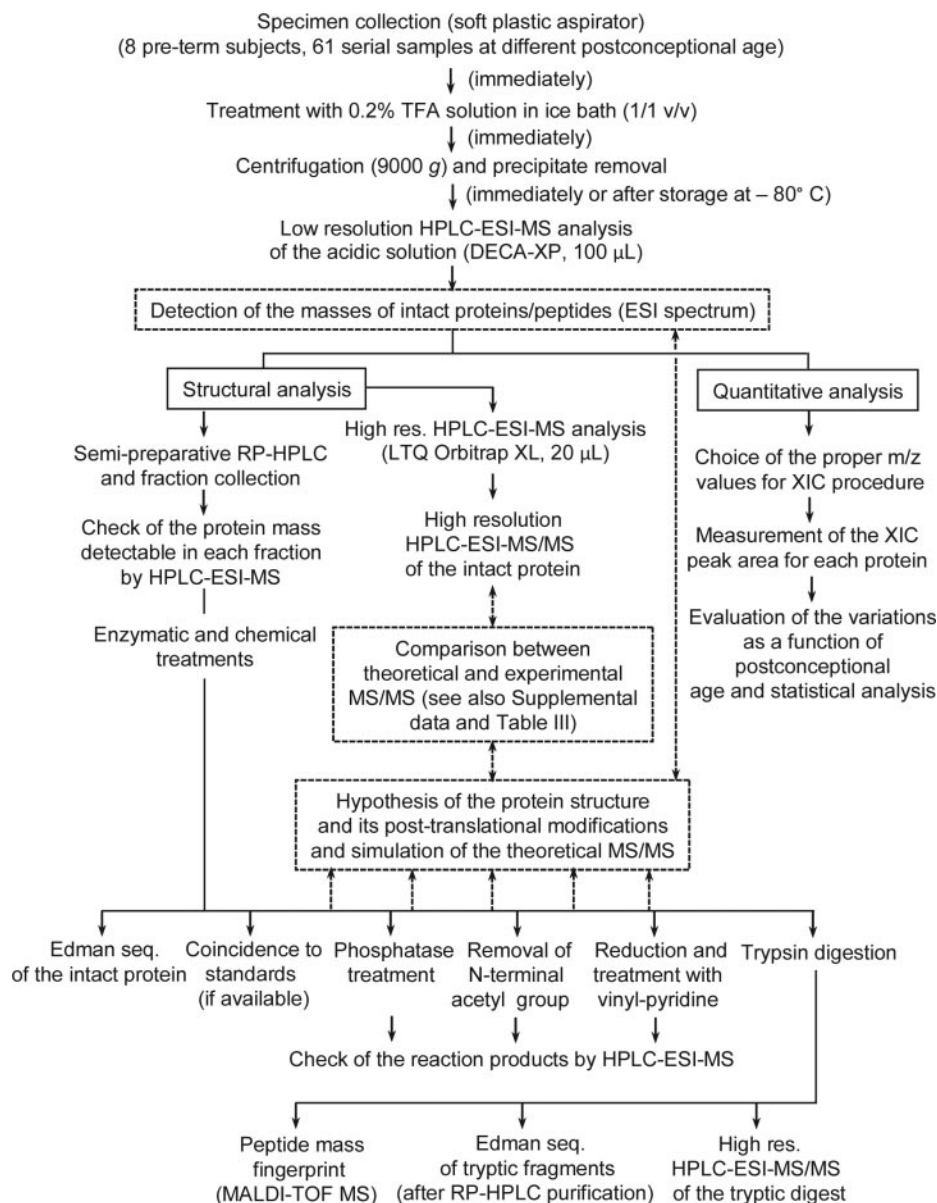 Specimen collection (soft plastic aspirator)
(8 pre-term subjects, 61 serial samples at different postconceptional age)
(immediately)
Treatment with 0.2% TFA solution in ice bath (1/1 v/v)
(immediately)
Centrifugation (9000 g) and precipitate removal
(immediately or after storage at – 80° C)
Low resolution HPLC-ESI-MS analysis
of the acidic solution (DECA-XP, 100 µL)
Detection of the masses of intact proteins/peptides (ESI spectrum)
Structural analysis
Semi-preparative RP-HPLC
and fraction collection
Check of the protein mass
detectable in each fraction
by HPLC-ESI-MS
Enzymatic and chemical
treatments
High res. HPLC-ESI-MS analysis
(LTQ Orbitrap XL, 20 µL)
High resolution
HPLC-ESI-MS/MS
of the intact protein
Comparison between
theoretical and experimental
MS/MS (see also Supplemental
data and Table III)
Hypothesis of the protein structure
and its post-translational modifications
and simulation of the theoretical MS/MS
Quantitative analysis
Choice of the proper m/z
values for XIC procedure
Measurement of the XIC
peak area for each protein
Evaluation of the variations
as a function of
postconceptional
age and statistical analysis
Edman seq.
of the intact protein
Coincidence to
standards
(if available)
Phosphatase
treatment
Removal of
N-terminal
acetyl group
Reduction and
treatment with
vinyl-pyridine
Trypsin digestion
Check of the reaction products by HPLC-ESI-MS
Peptide mass
fingerprint
(MALDI-TOF MS)
Edman seq.
of tryptic fragments
(after RP-HPLC purification)
High res.
HPLC-ESI-MS/MS
of the tryptic digest